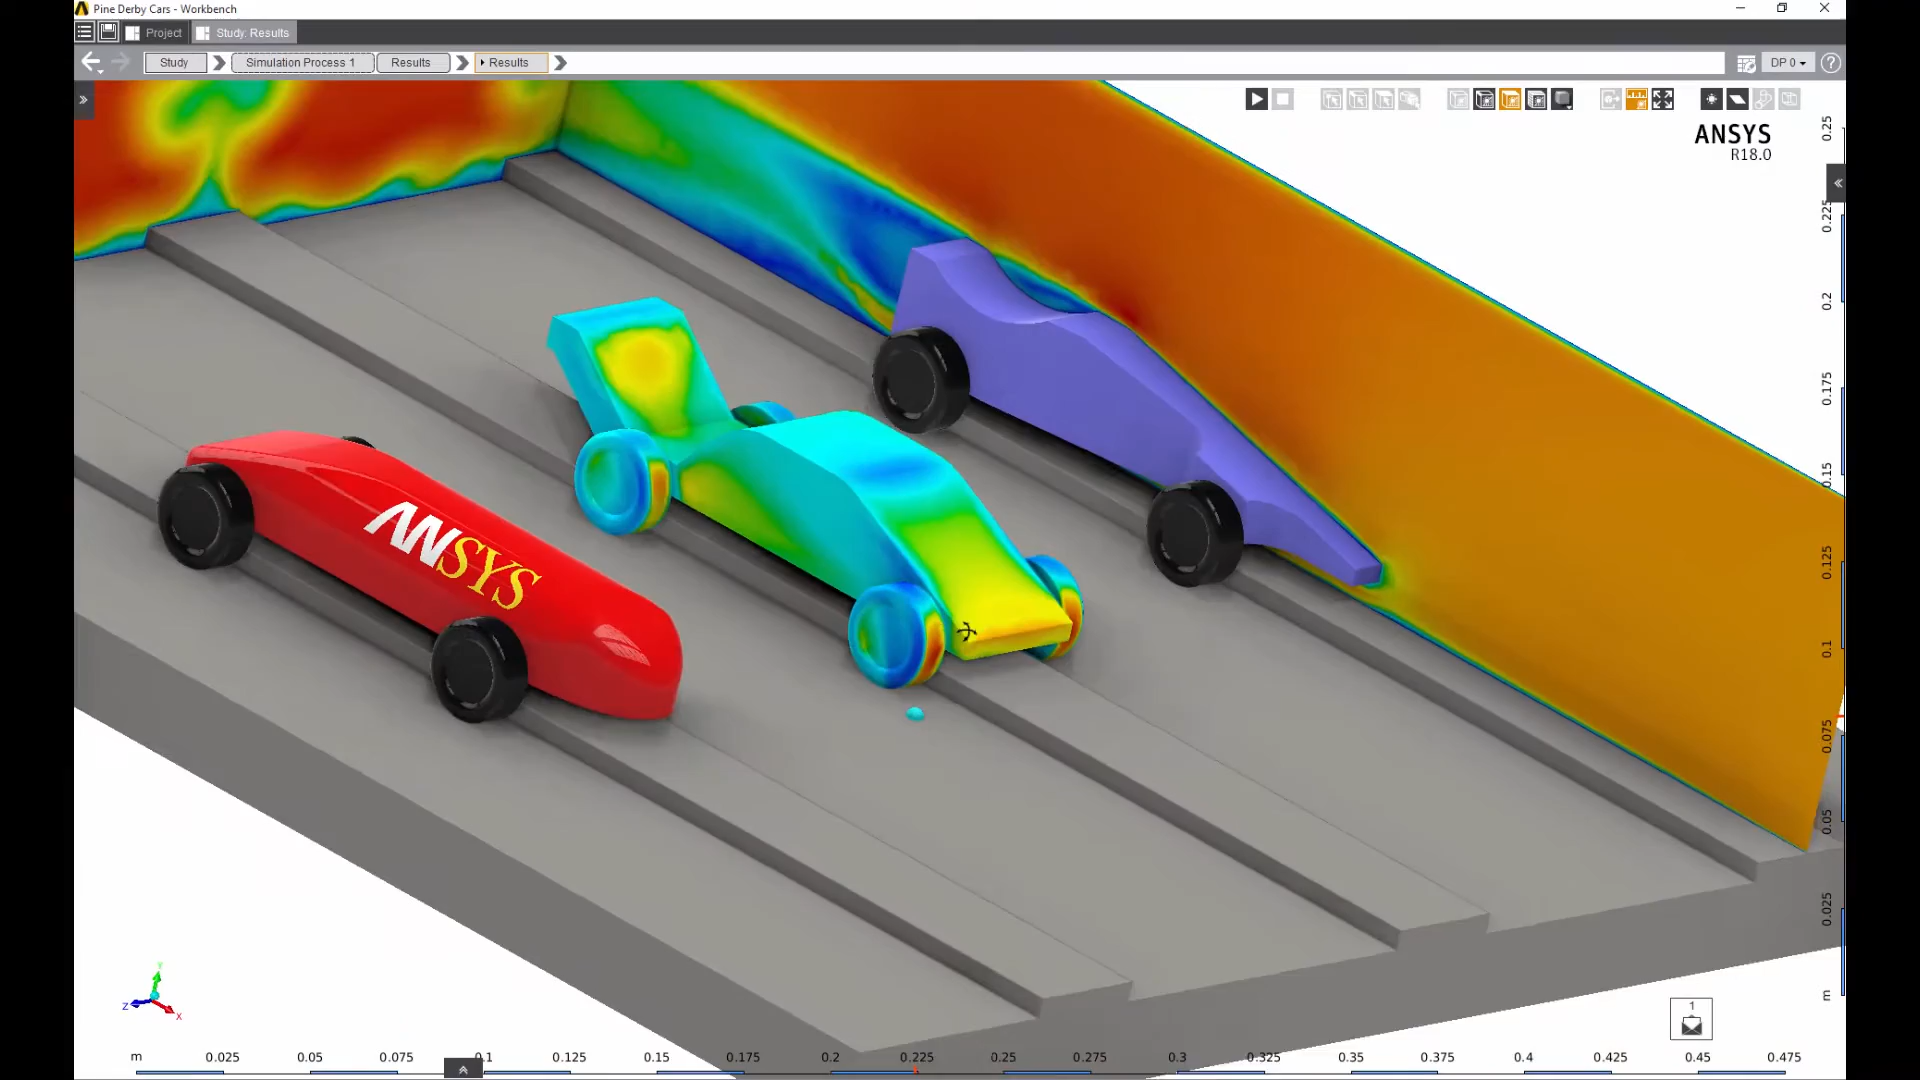 Pine Derby Cars - Workbench
Project
Study: Results
Study
Simulation Process 1
Results
Results
DP 0
?
ANSYS
R18.0
0.25
0.225
0.2
0.175
0.15
0.125
0.1
0.075
0.05
0.025
m
ANSYS
Y
Z
X
1
m 0.025 0.05 0.075 0.1 0.125 0.15 0.175 0.2 0.225 0.25 0.275 0.3 0.325 0.35 0.375 0.4 0.425 0.45 0.475